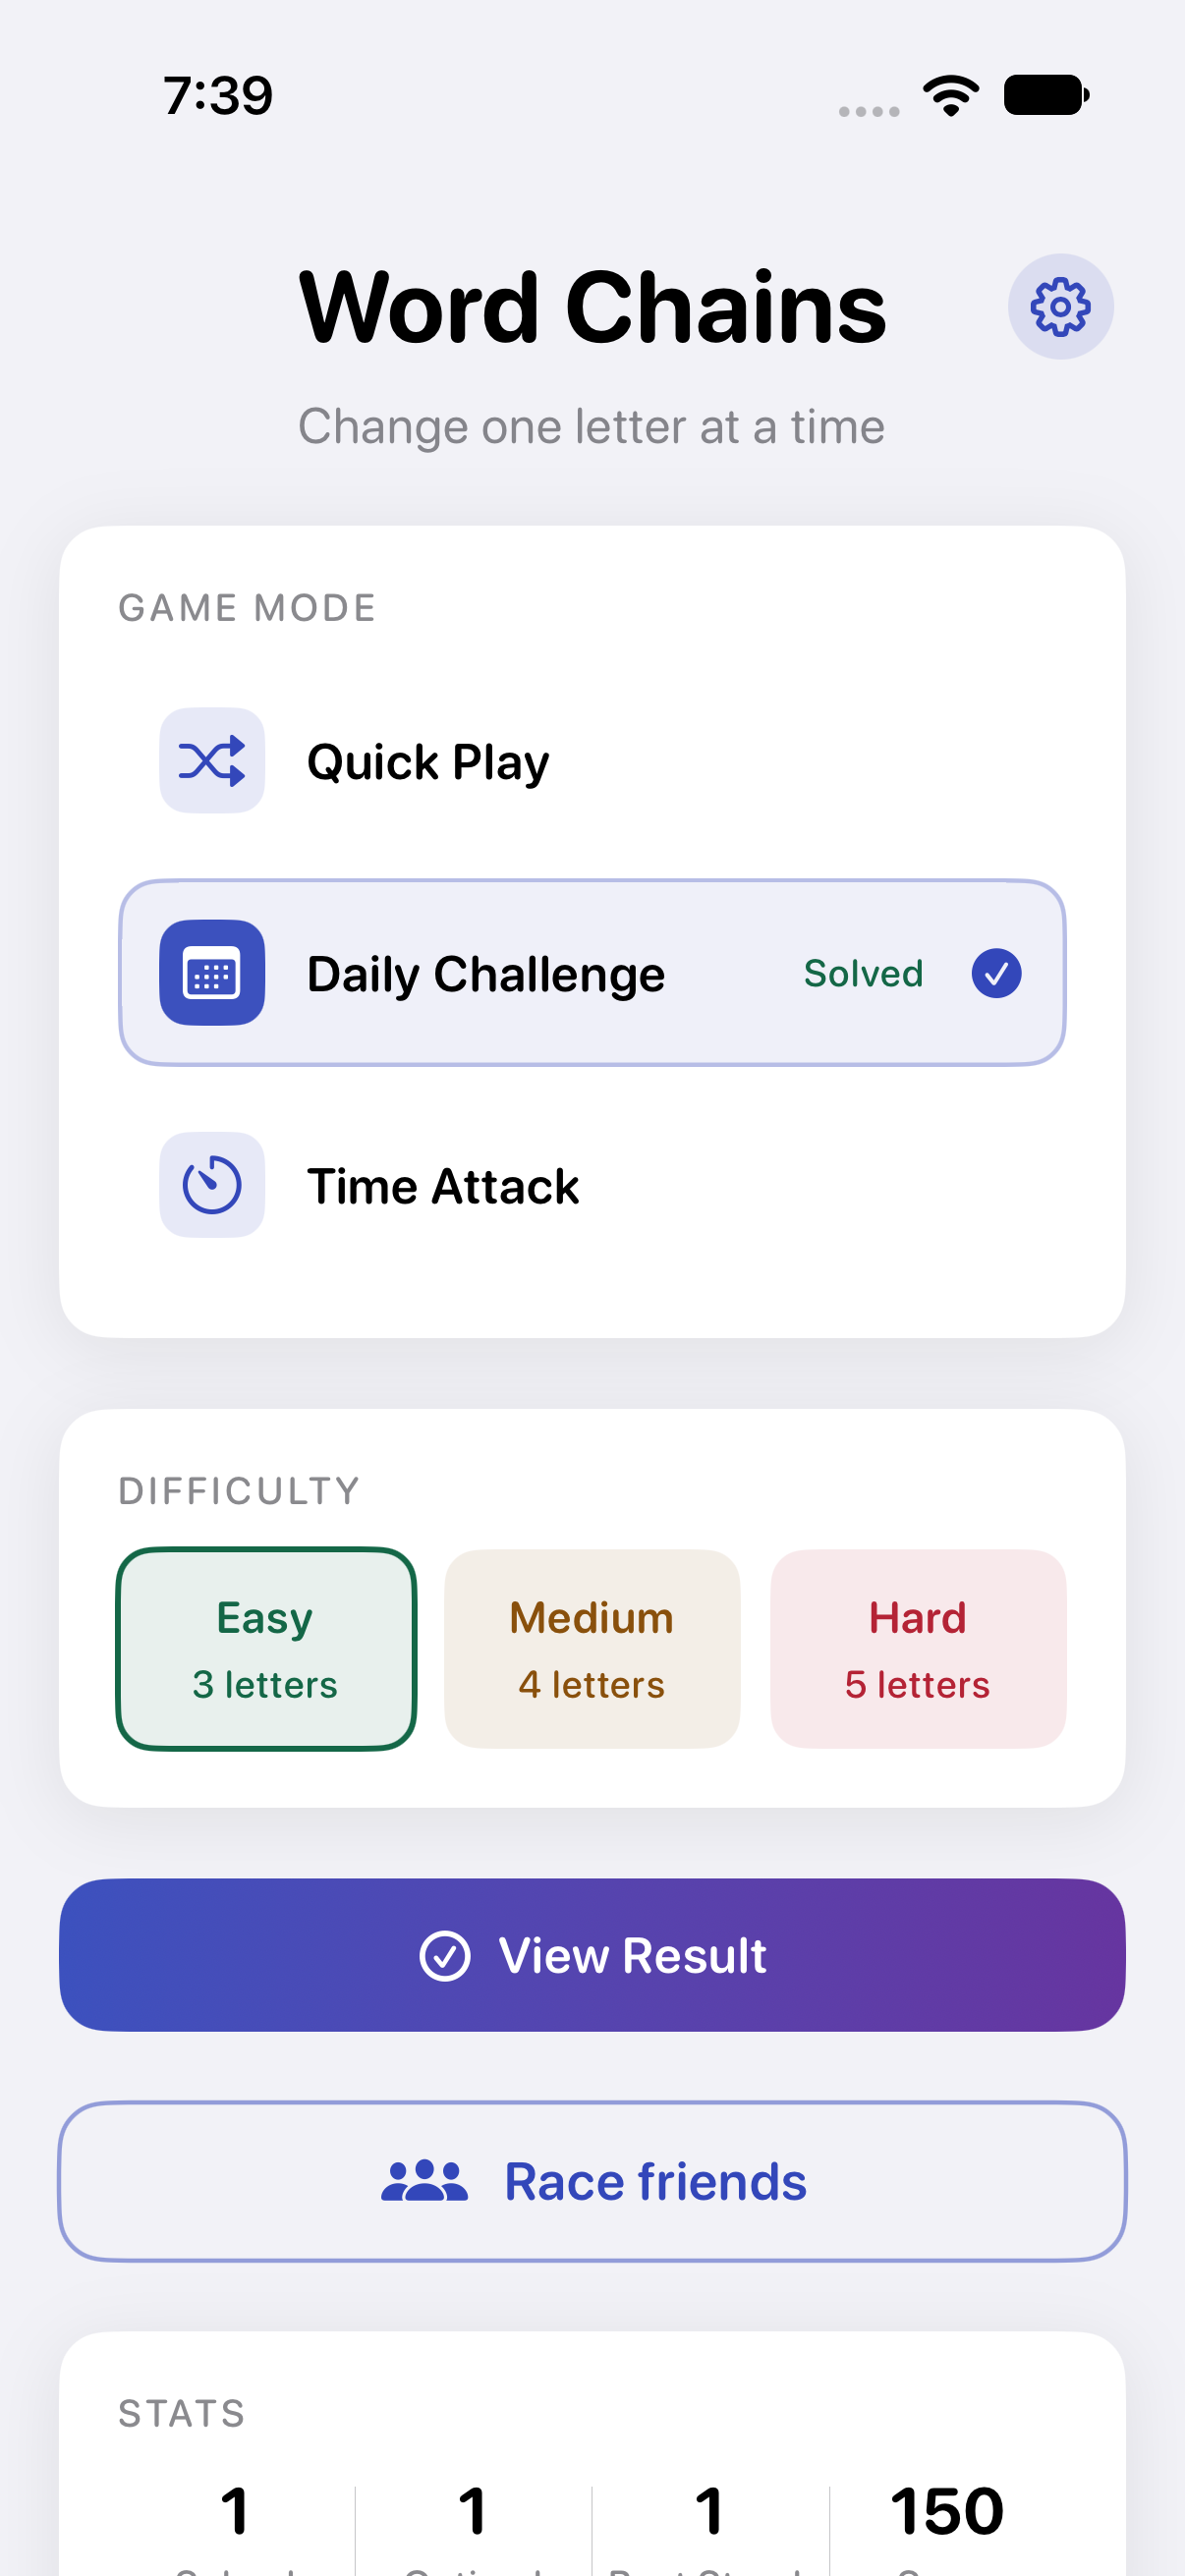 7:39
Word Chains
Change one letter at a time
GAME MODE
Quick Play
Daily Challenge Solved
Time Attack
DIFFICULTY
Easy Medium Hard
3 letters 4 letters 5 letters
View Result
Race friends
STATS
1 1 1 150